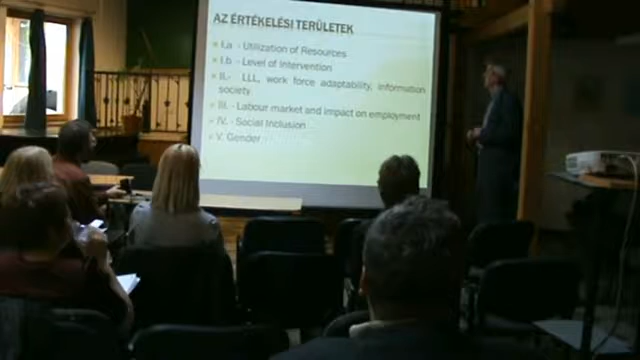 AZ ÉRTÉKELÉSI TERÜLETEK
I.a - Utilization of Resources
I.b - Level of Intervention
II.- LLL, work force adaptability, information
society
III. - Labour market and impact on employment
IV. - Social Inclusion
V. Gender